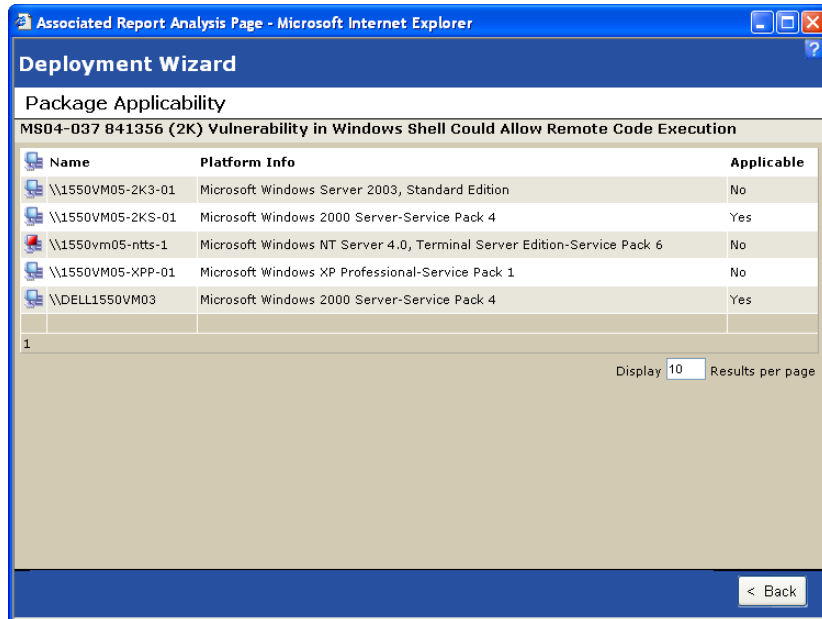 Associated Report Analysis Page - Microsoft Internet Explorer
?
Deployment Wizard
Package Applicability
MS04-037 841356 (2K) Vulnerability in Windows Shell Could Allow Remote Code Execution
Name Platform Info Applicable
\\1550VM05-2K3-01 Microsoft Windows Server 2003, Standard Edition No
\\1550VM05-2KS-01 Microsoft Windows 2000 Server-Service Pack 4 Yes
\\1550vm05-ntts-1 Microsoft Windows NT Server 4.0, Terminal Server Edition-Service Pack 6 No
\\1550VM05-XPP-01 Microsoft Windows XP Professional-Service Pack 1 No
\\DELL1550VM03 Microsoft Windows 2000 Server-Service Pack 4 Yes
1
Display 10 Results per page
< Back